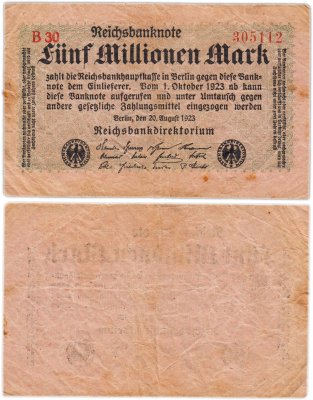 Reichsbanknote
B 30 305112
Fünf Millionen Mark
zahlt die Reichsbankhauptkasse in Berlin gegen diese Bank-
note dem Einlieferer. Vom 1. Oktober 1923 ab kann
diese Banknote aufgerufen und unter Umtausch gegen
andere gesetzliche Zahlungsmittel eingezogen werden
Berlin, den 20. August 1923
Reichsbankdirektorium